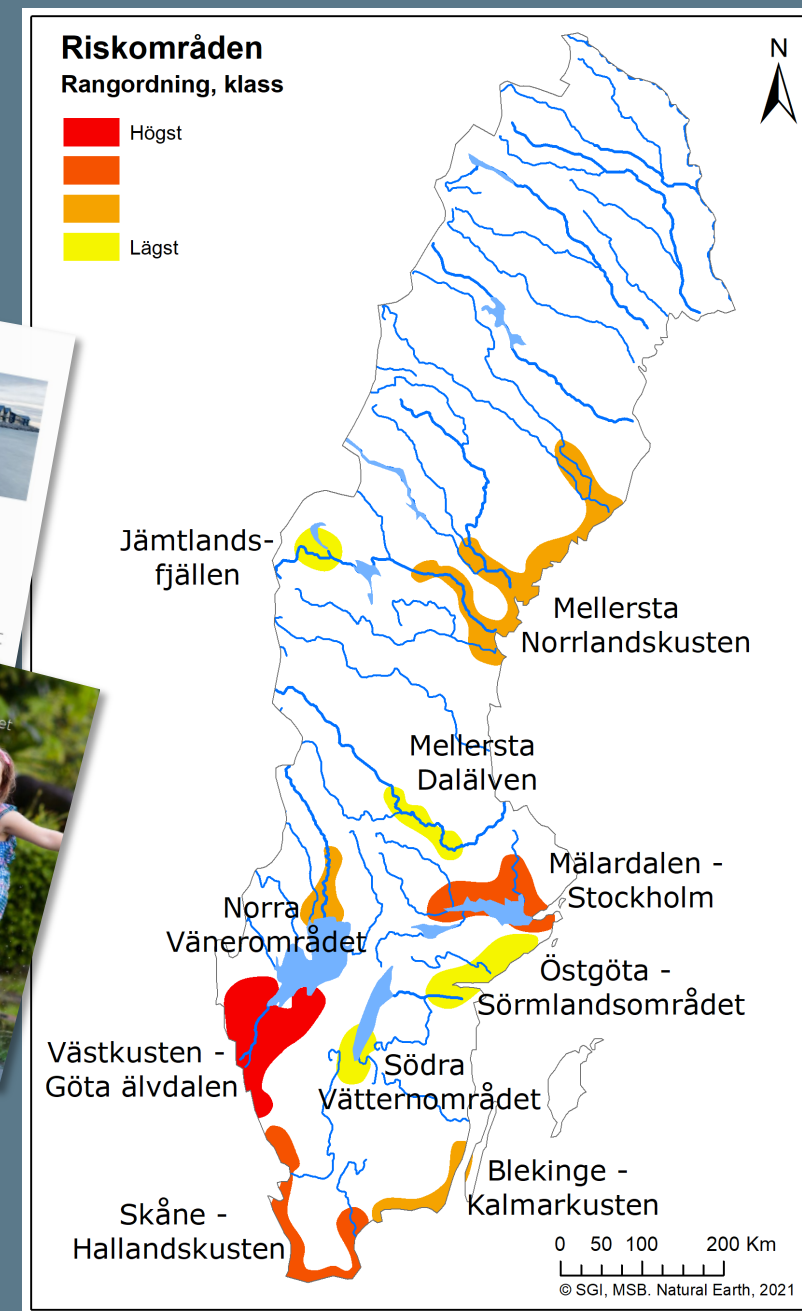 Riskområden
Rangordning, klass
Högst
Lägst
N
Jämtlands-
fjällen
Mellersta
Norrlandskusten
Mellersta
Dalälven
Mälardalen -
Stockholm
Norra
Vänerområdet
Östgöta -
Sörmlandsområdet
Västkusten -
Göta älvdalen
Södra
Vätternområdet
Blekinge -
Kalmarkusten
Skåne -
Hallandskusten
0 50 100 200 Km
© SGI, MSB. Natural Earth, 2021